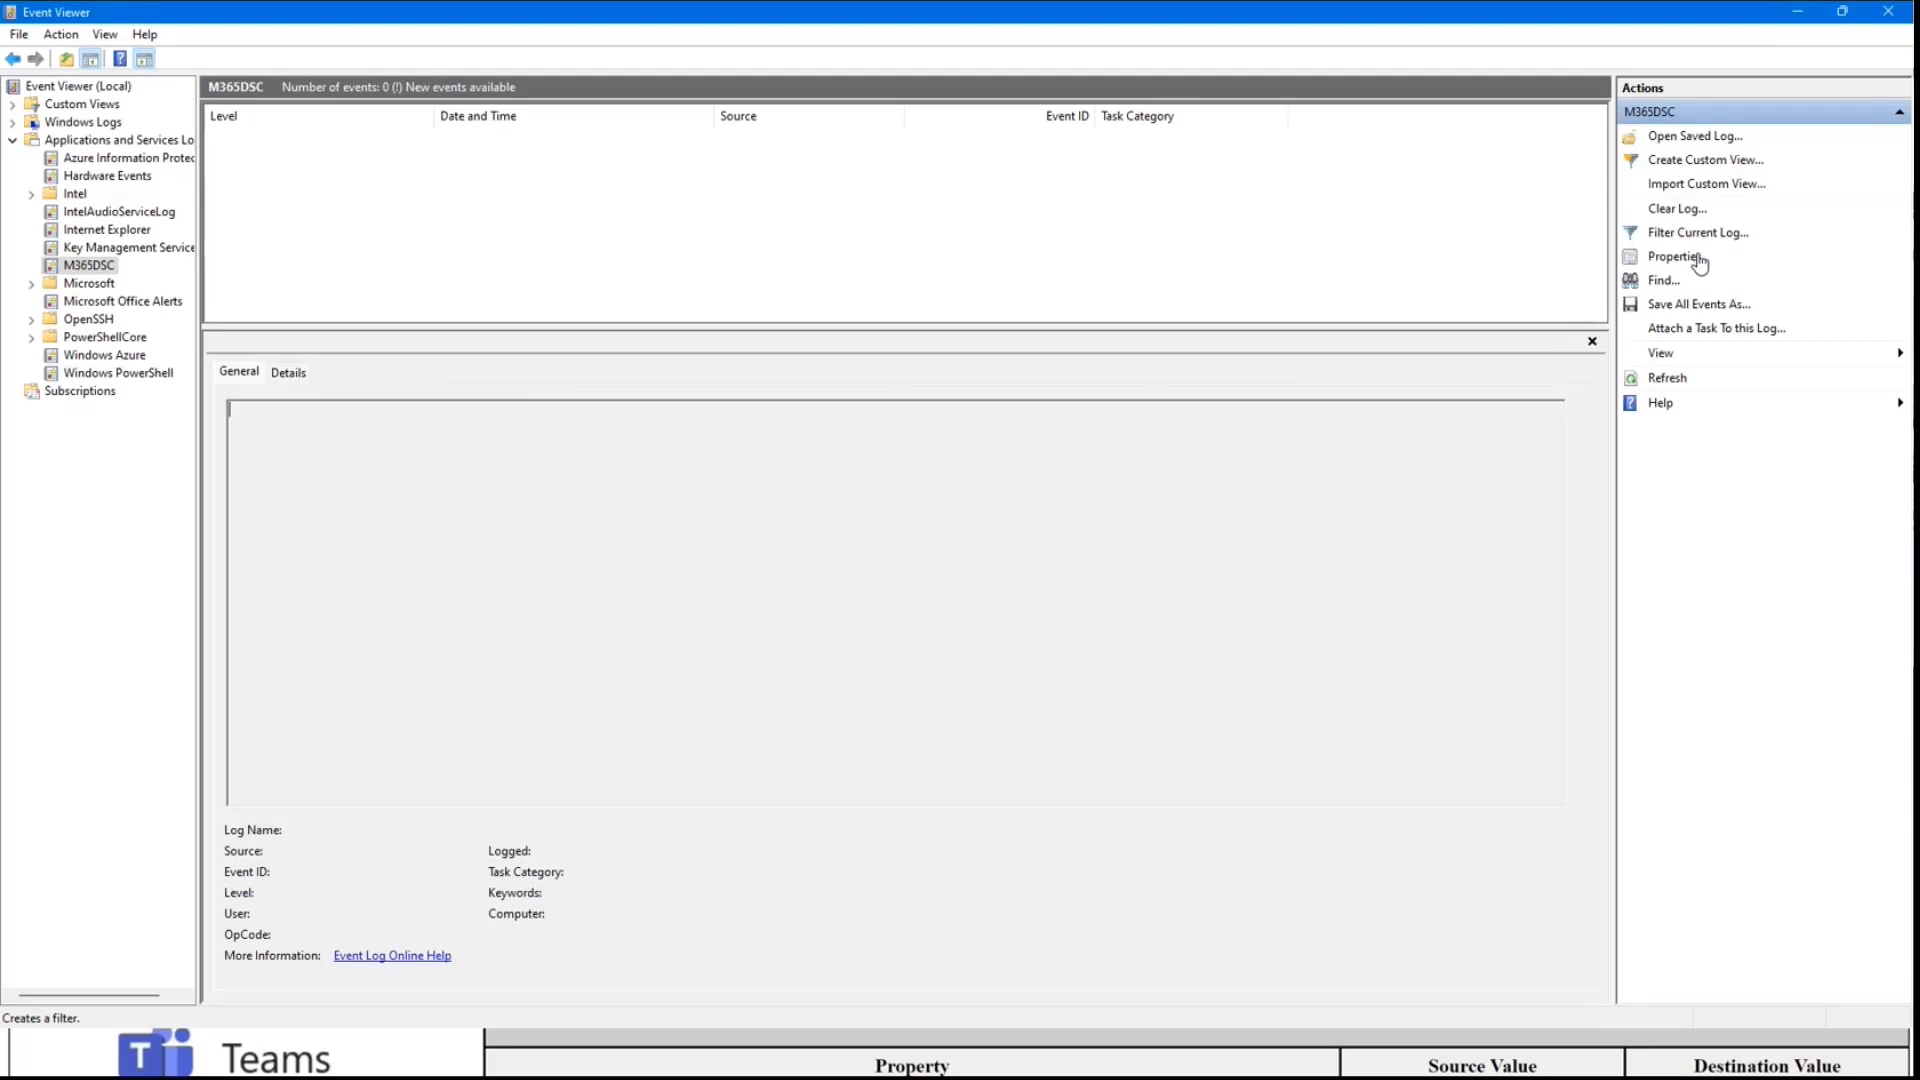 Event Viewer
File Action View Help
Event Viewer (Local)
Custom Views
Windows Logs
Applications and Services Lo
Azure Information Protec
Hardware Events
Intel
IntelAudioServiceLog
Internet Explorer
Key Management Service
M365DSC
Microsoft
Microsoft Office Alerts
OpenSSH
PowerShellCore
Windows Azure
Windows PowerShell
Subscriptions
M365DSC Number of events: 0 (!) New events available
Level Date and Time Source Event ID Task Category
General Details
Log Name:
Source: Logged:
Event ID: Task Category:
Level: Keywords:
User: Computer:
OpCode:
More Information: Event Log Online Help
Actions
M365DSC
Open Saved Log...
Create Custom View...
Import Custom View...
Clear Log...
Filter Current Log...
Properties
Find...
Save All Events As...
Attach a Task To this Log...
View
Refresh
Help
Creates a filter.
T Teams
Property Source Value Destination Value